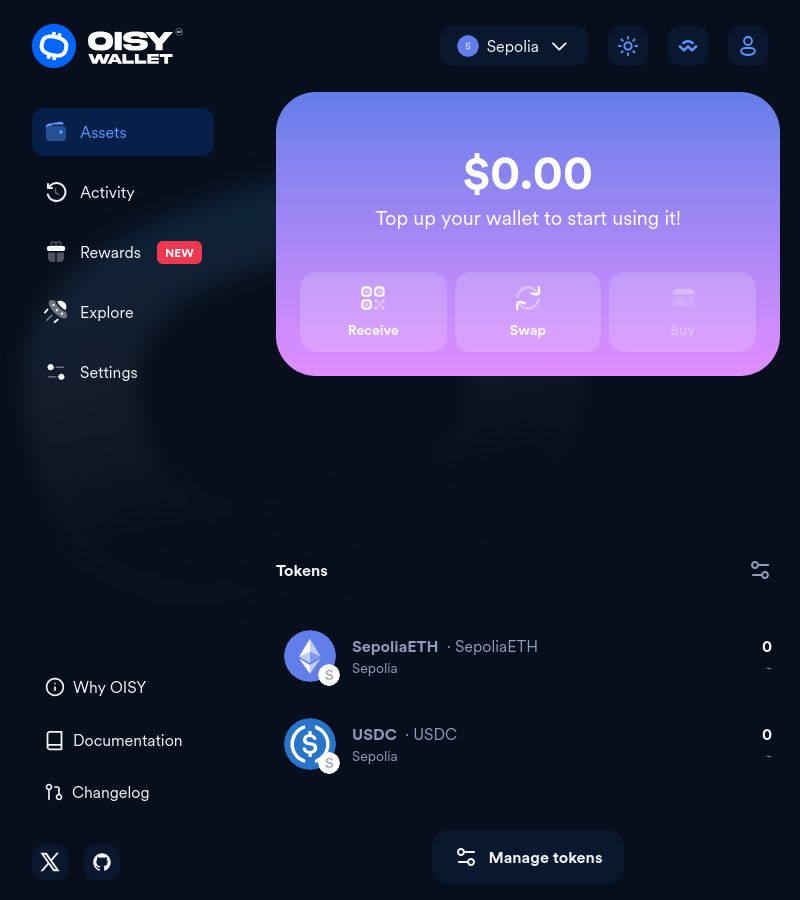 OISY
WALLET
S Sepolia
Assets
Activity
Rewards NEW
Explore
Settings
$0.00
Top up your wallet to start using it!
Receive Swap Buy
Tokens
SepoliaETH · SepoliaETH 0
S Sepolia -
USDC · USDC 0
S Sepolia -
Why OISY
Documentation
Changelog
Manage tokens